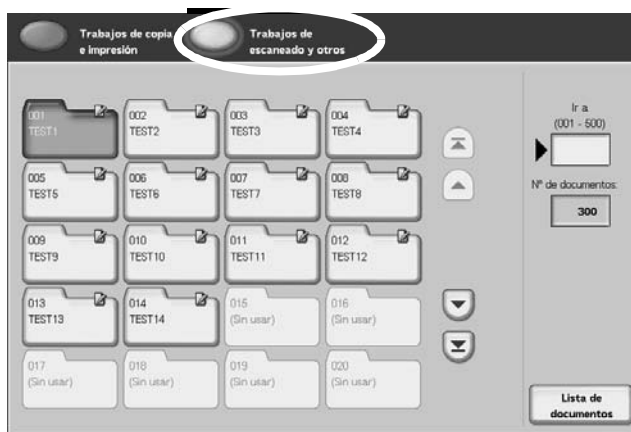 Trabajos de copia
e impresión
Trabajos de
escaneado y otros
001
TEST1
002
TEST2
003
TEST3
004
TEST4
005
TEST5
006
TEST6
007
TEST7
008
TEST8
009
TEST9
010
TEST10
011
TEST11
012
TEST12
013
TEST13
014
TEST14
015
(Sin usar)
016
(Sin usar)
017
(Sin usar)
018
(Sin usar)
019
(Sin usar)
020
(Sin usar)
Ir a
(001 - 500)
Nº de documentos:
300
Lista de
documentos